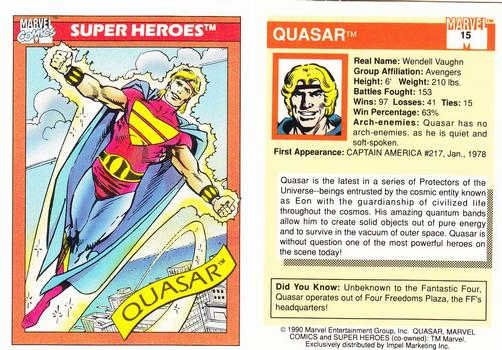 MARVEL
COMICS
SUPER HEROES™
QUASAR™
QUASAR™
MARVEL
15
Real Name: Wendell Vaughn
Group Affiliation: Avengers
Height: 6' Weight: 210 lbs.
Battles Fought: 153
Wins: 97 Losses: 41 Ties: 15
Win Percentage: 63%
Arch-enemies: Quasar has no
arch-enemies, as he is quiet and
soft-spoken.
First Appearance: CAPTAIN AMERICA #217, Jan., 1978
Quasar is the latest in a series of Protectors of the
Universe--beings entrusted by the cosmic entity known
as Eon with the guardianship of civilized life
throughout the cosmos. His amazing quantum bands
allow him to create solid objects out of pure energy
and to survive in the vacuum of outer space. Quasar is
without question one of the most powerful heroes on
the scene today!
Did You Know: Unbeknown to the Fantastic Four,
Quasar operates out of Four Freedoms Plaza, the FF's
headquarters!
© 1990 Marvel Entertainment Group, Inc. QUASAR, MARVEL
COMICS and SUPER HEROES (co-owned): TM Marvel.
Exclusively distributed by Impel Marketing Inc.